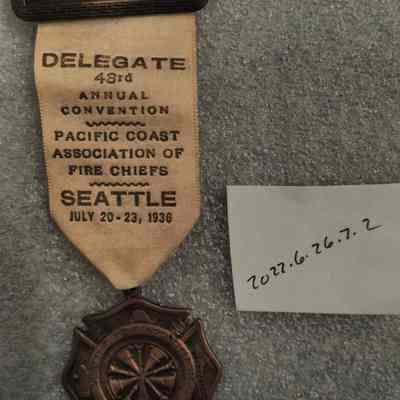 DELEGATE
43rd
ANNUAL
CONVENTION
PACIFIC COAST
ASSOCIATION OF
FIRE CHIEFS
SEATTLE
JULY 20-23, 1936
2022.6.26.7.2